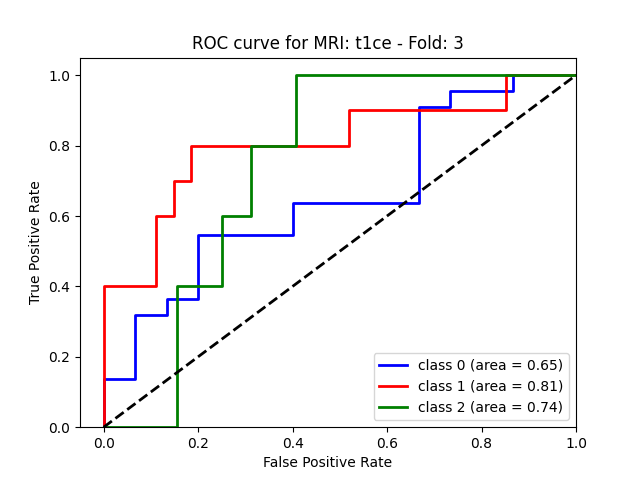 ROC curve for MRI: t1ce - Fold: 3
True Positive Rate
1.0
0.8
0.6
0.4
0.2
0.0
class 0 (area = 0.65)
class 1 (area = 0.81)
class 2 (area = 0.74)
0.0 0.2 0.4 0.6 0.8 1.0
False Positive Rate